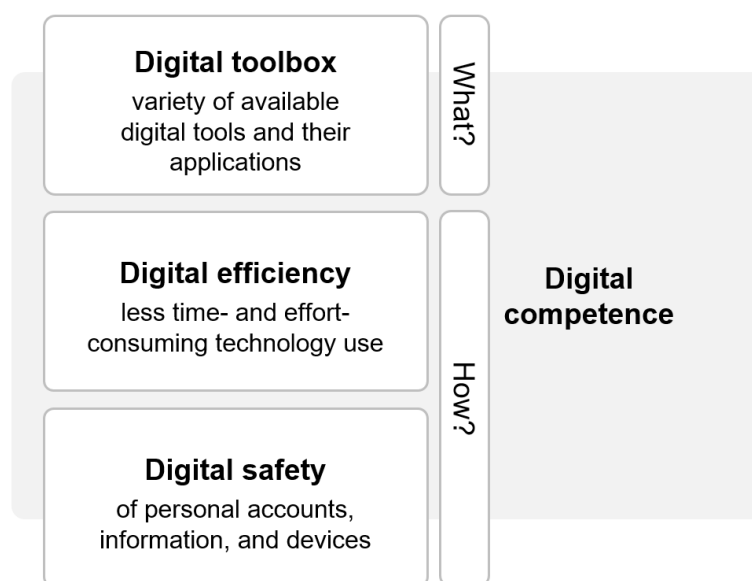 Digital toolbox
variety of available
digital tools and their
applications
What?
Digital efficiency
less time- and effort-
consuming technology use
How?
Digital safety
of personal accounts,
information, and devices
Digital
competence